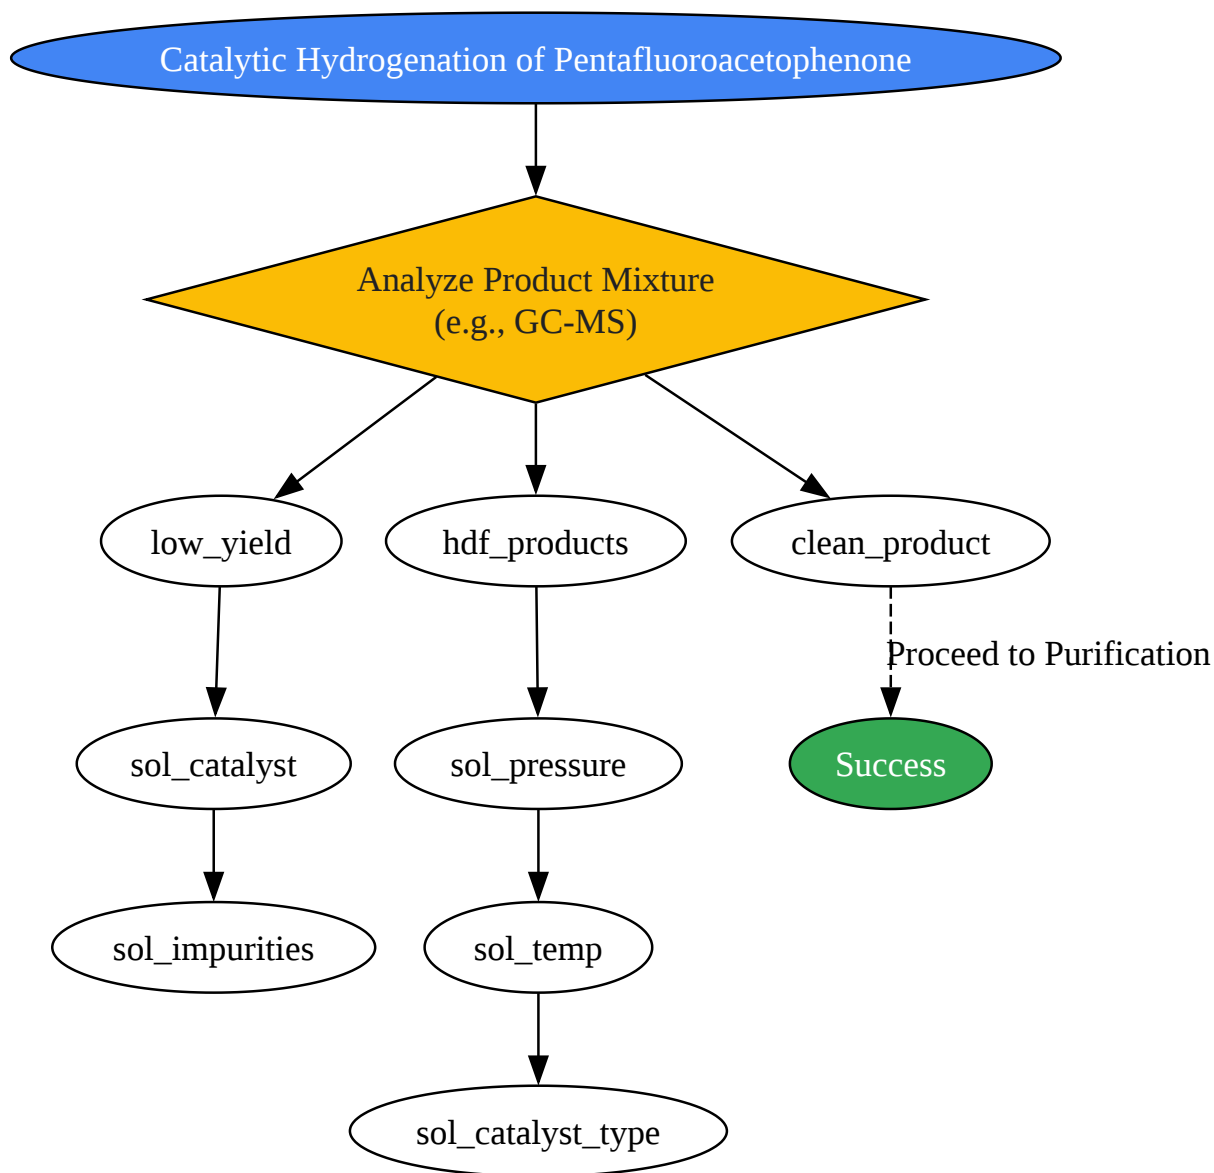 Catalytic Hydrogenation of Pentafluoroacetophenone
Analyze Product Mixture
(e.g., GC-MS)
low_yield
hdf_products
clean_product
Proceed to Purification
sol_catalyst
sol_pressure
Success
sol_impurities
sol_temp
sol_catalyst_type